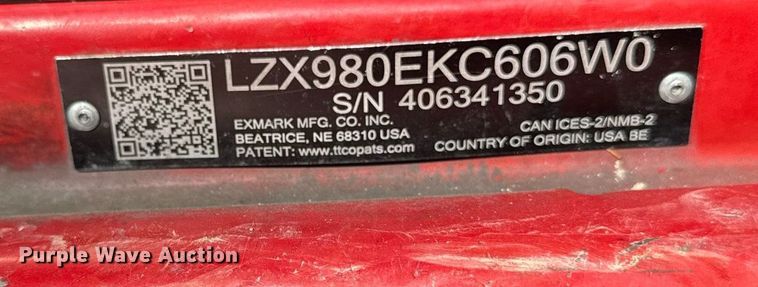 LZX980EKC606W0
S/N 406341350
EXMARK MFG. CO. INC.
BEATRICE, NE 68310 USA
PATENT: www.ttcopats.com
CAN ICES-2/NMB-2
COUNTRY OF ORIGIN: USA BE
Purple Wave Auction